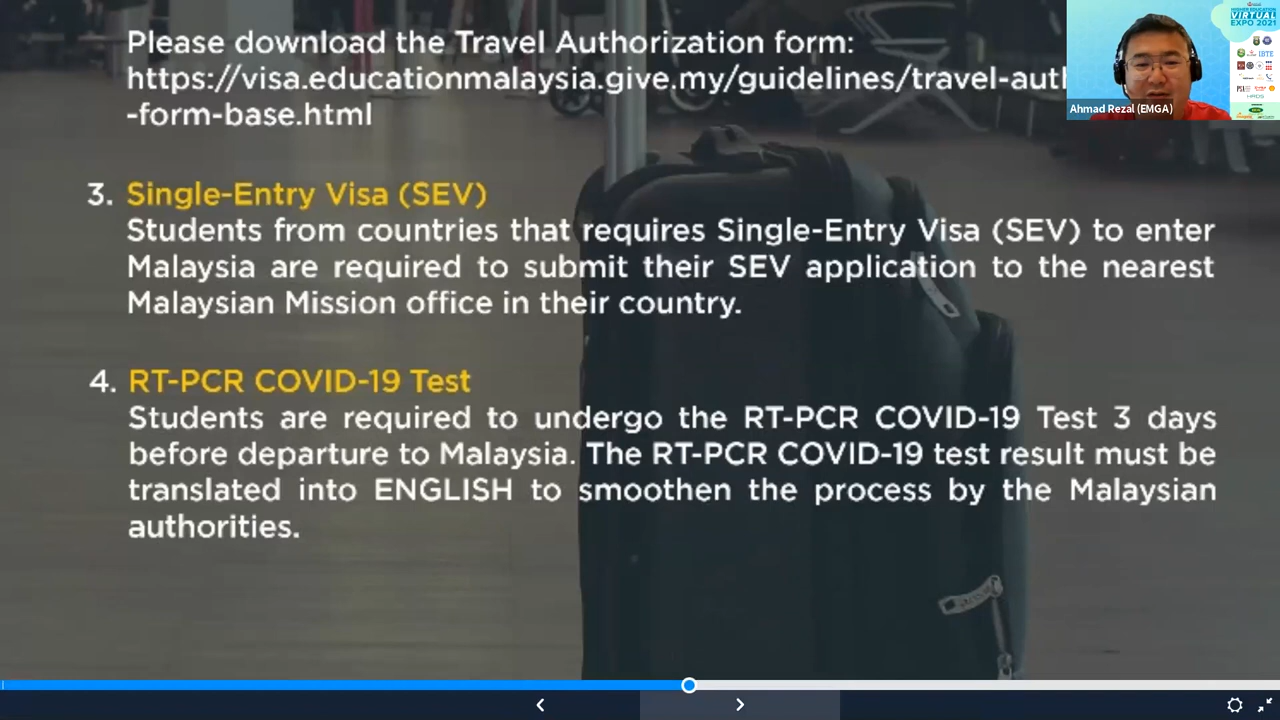 Please download the Travel Authorization form:
https://visa.educationmalaysia.give.my/guidelines/travel-auth
-form-base.html
3. Single-Entry Visa (SEV)
Students from countries that requires Single-Entry Visa (SEV) to enter
Malaysia are required to submit their SEV application to the nearest
Malaysian Mission office in their country.
4. RT-PCR COVID-19 Test
Students are required to undergo the RT-PCR COVID-19 Test 3 days
before departure to Malaysia. The RT-PCR COVID-19 test result must be
translated into ENGLISH to smoothen the process by the Malaysian
authorities.
Ahmad Rezal (EMGA)
HIGHER EDUCATION
VIRTUAL
EXPO 2021
IBTE